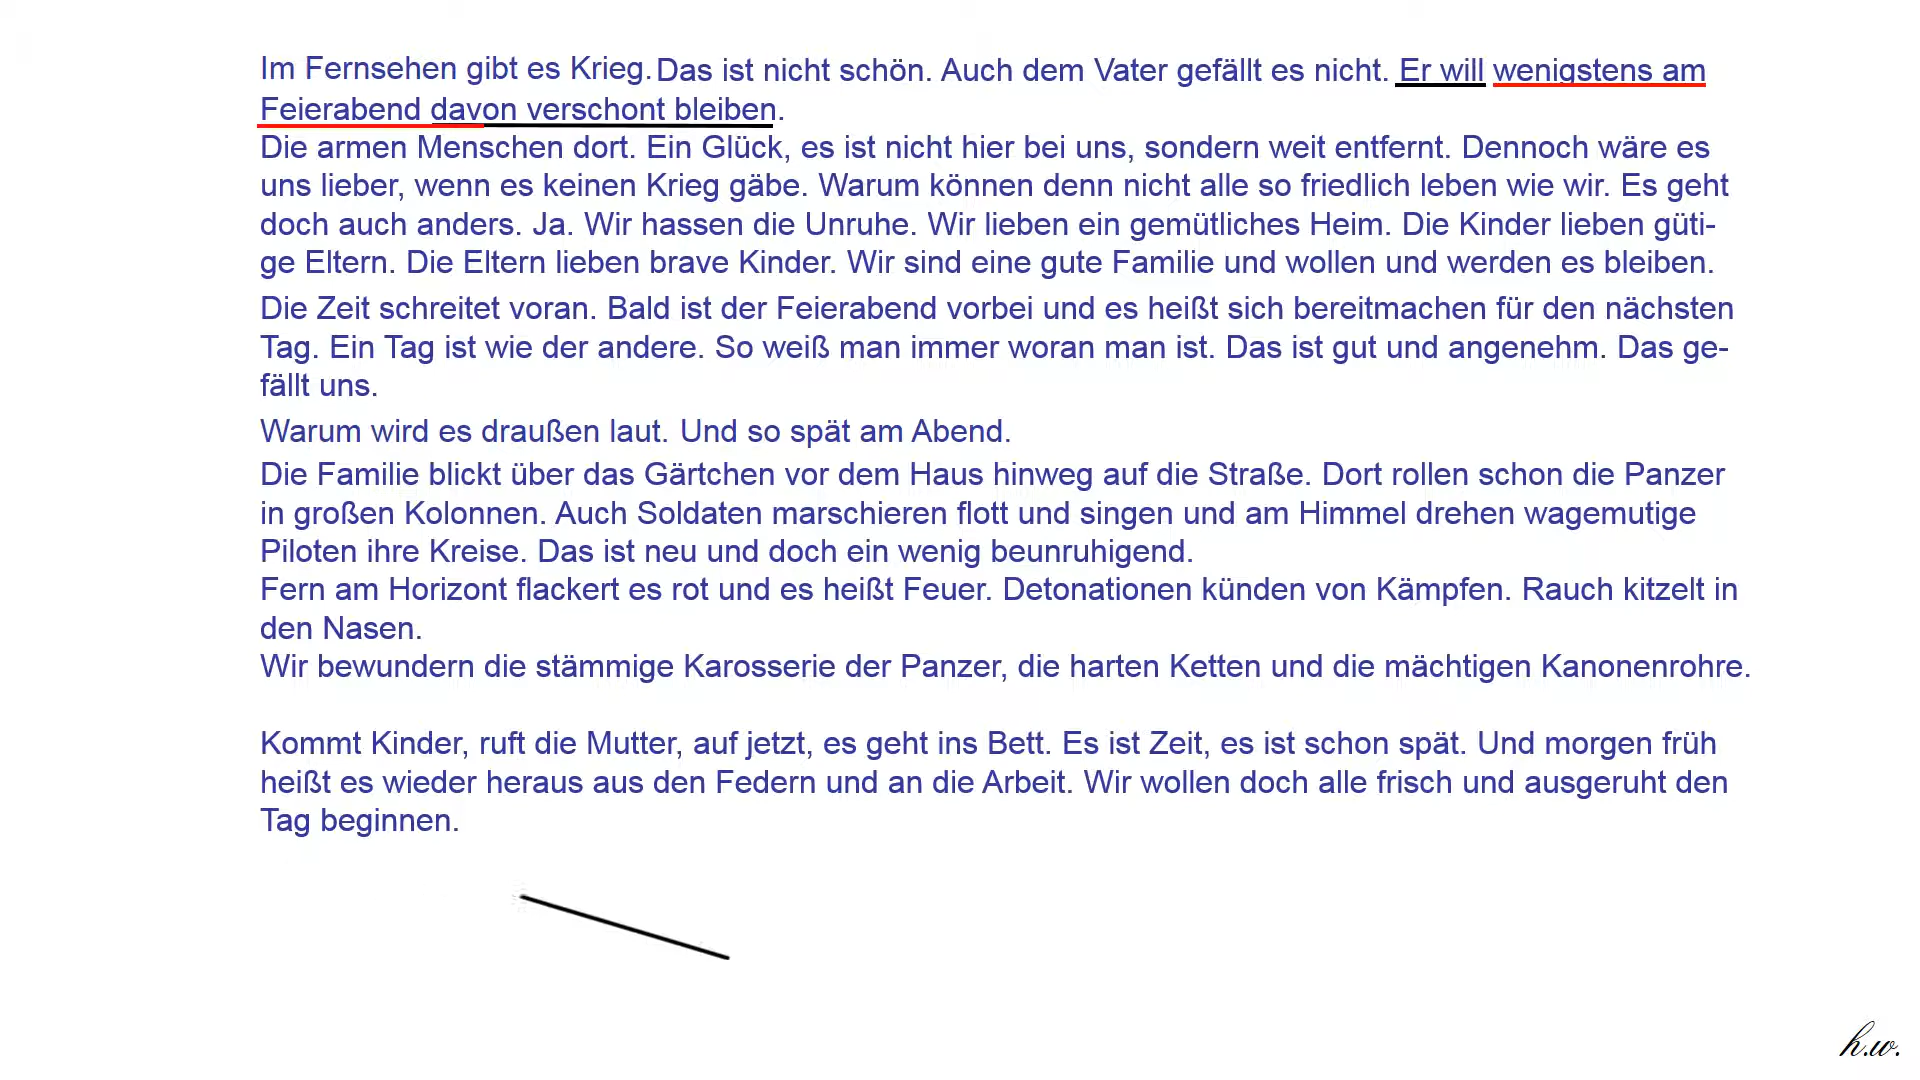 Im Fernsehen gibt es Krieg. Das ist nicht schön. Auch dem Vater gefällt es nicht. Er will wenigstens am
Feierabend davon verschont bleiben.
Die armen Menschen dort. Ein Glück, es ist nicht hier bei uns, sondern weit entfernt. Dennoch wäre es
uns lieber, wenn es keinen Krieg gäbe. Warum können denn nicht alle so friedlich leben wie wir. Es geht
doch auch anders. Ja. Wir hassen die Unruhe. Wir lieben ein gemütliches Heim. Die Kinder lieben güti-
ge Eltern. Die Eltern lieben brave Kinder. Wir sind eine gute Familie und wollen und werden es bleiben.
Die Zeit schreitet voran. Bald ist der Feierabend vorbei und es heißt sich bereitmachen für den nächsten
Tag. Ein Tag ist wie der andere. So weiß man immer woran man ist. Das ist gut und angenehm. Das ge-
fällt uns.
Warum wird es draußen laut. Und so spät am Abend.
Die Familie blickt über das Gärtchen vor dem Haus hinweg auf die Straße. Dort rollen schon die Panzer
in großen Kolonnen. Auch Soldaten marschieren flott und singen und am Himmel drehen wagemutige
Piloten ihre Kreise. Das ist neu und doch ein wenig beunruhigend.
Fern am Horizont flackert es rot und es heißt Feuer. Detonationen künden von Kämpfen. Rauch kitzelt in
den Nasen.
Wir bewundern die stämmige Karosserie der Panzer, die harten Ketten und die mächtigen Kanonenrohre.
Kommt Kinder, ruft die Mutter, auf jetzt, es geht ins Bett. Es ist Zeit, es ist schon spät. Und morgen früh
heißt es wieder heraus aus den Federn und an die Arbeit. Wir wollen doch alle frisch und ausgeruht den
Tag beginnen.
h.w.